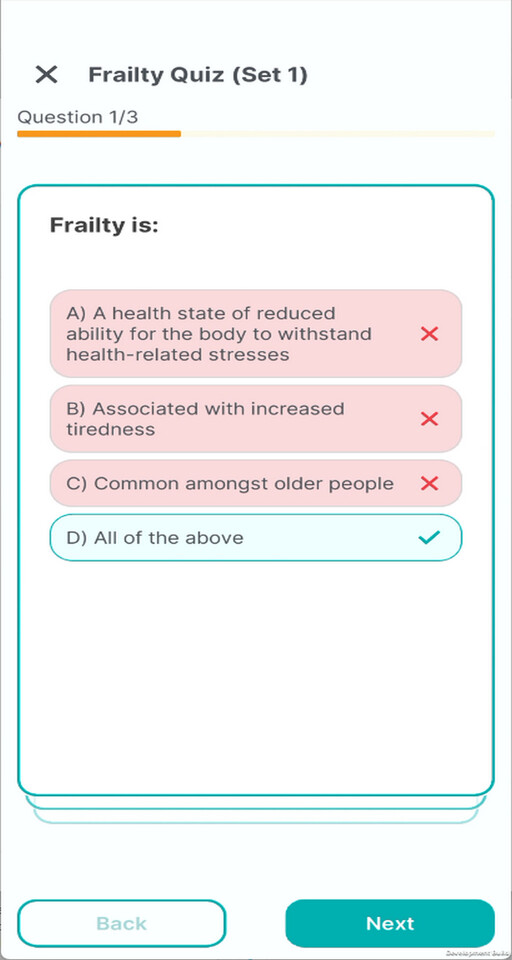 Frailty Quiz (Set 1)
Question 1/3
Frailty is:
A) A health state of reduced
ability for the body to withstand
health-related stresses
B) Associated with increased
tiredness
C) Common amongst older people
D) All of the above
Back
Next
Development Build